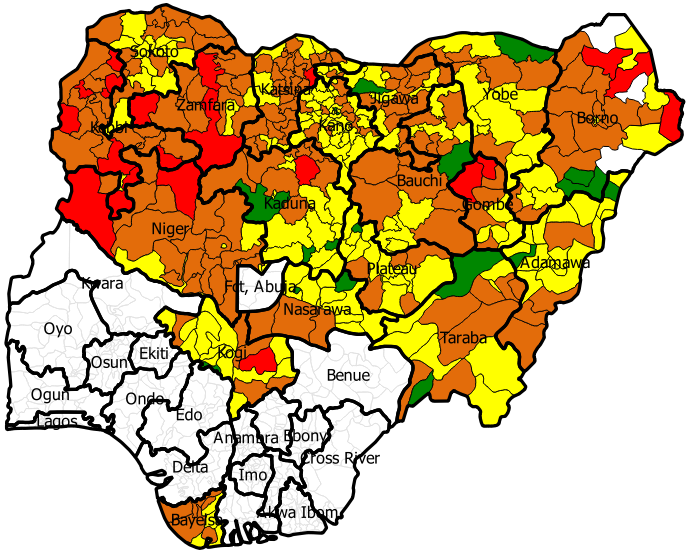 Sokoto
Katsina
Zamfara
Jigawa
Yobe
Kebbi
Kano
Borno
Bauchi
Kaduna
Gombe
Niger
Plateau
Adamawa
Kwara
Fct, Abuja
Nasarawa
Oyo
Taraba
Osun
Ekiti
Kogi
Benue
Ogun
Ondo
Edo
Lagos
Anambra
Ebony
Cross River
Delta
Imo
Akwa Ibom
Bayelsa